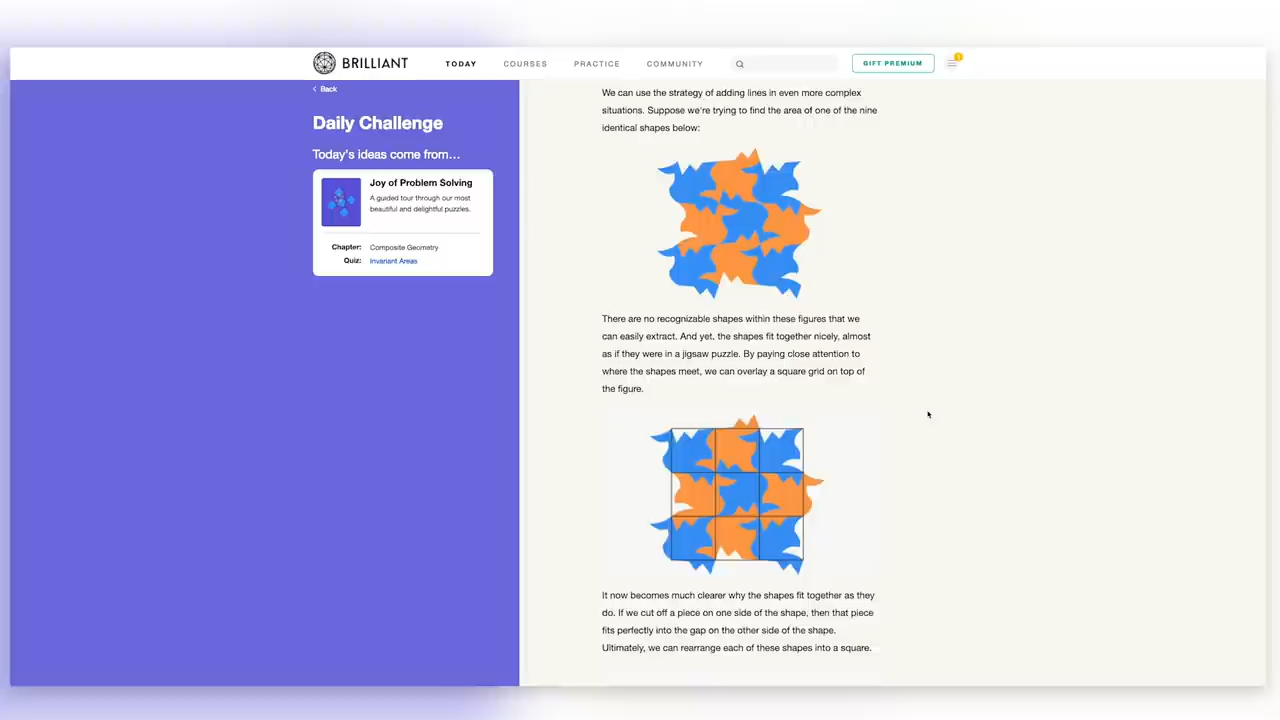 BRILLIANT
TODAY
COURSES
PRACTICE
COMMUNITY
GIFT PREMIUM
1
Back
Daily Challenge
Today's ideas come from...
Joy of Problem Solving
A guided tour through our most
beautiful and delightful puzzles.
Chapter: Composite Geometry
Quiz: Invariant Areas
We can use the strategy of adding lines in even more complex
situations. Suppose we're trying to find the area of one of the nine
identical shapes below:
There are no recognizable shapes within these figures that we
can easily extract. And yet, the shapes fit together nicely, almost
as if they were in a jigsaw puzzle. By paying close attention to
where the shapes meet, we can overlay a square grid on top of
the figure.
It now becomes much clearer why the shapes fit together as they
do. If we cut off a piece on one side of the shape, then that piece
fits perfectly into the gap on the other side of the shape.
Ultimately, we can rearrange each of these shapes into a square.